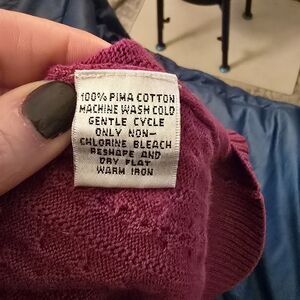 100% PIMA COTTON
MACHINE WASH COLD
GENTLE CYCLE
ONLY NON-
CHLORINE BLEACH
RESHAPE AND
DRY FLAT
WARM IRON